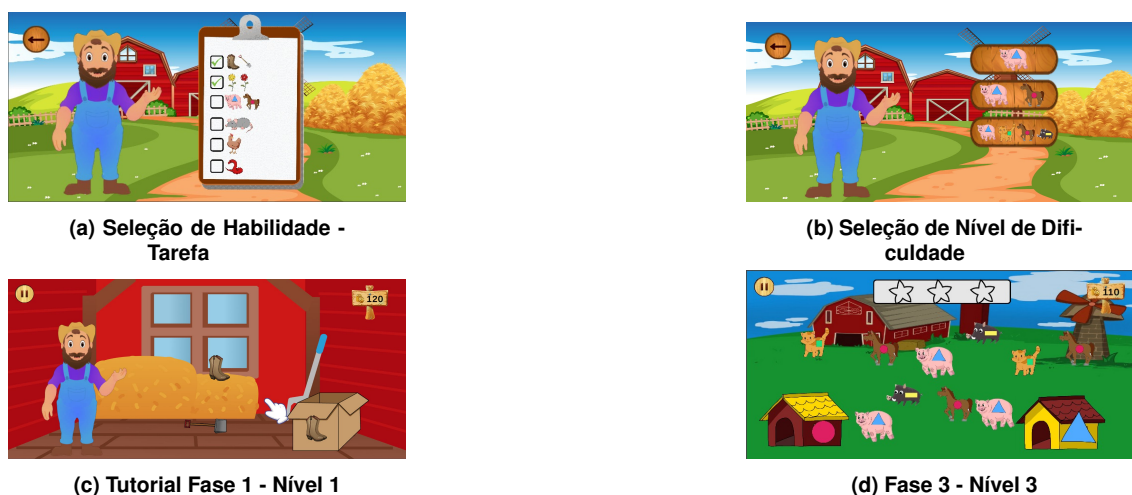 (a) Seleção de Habilidade -
Tarefa
(b) Seleção de Nível de Difi-
culdade
120
110
(c) Tutorial Fase 1 - Nível 1
(d) Fase 3 - Nível 3